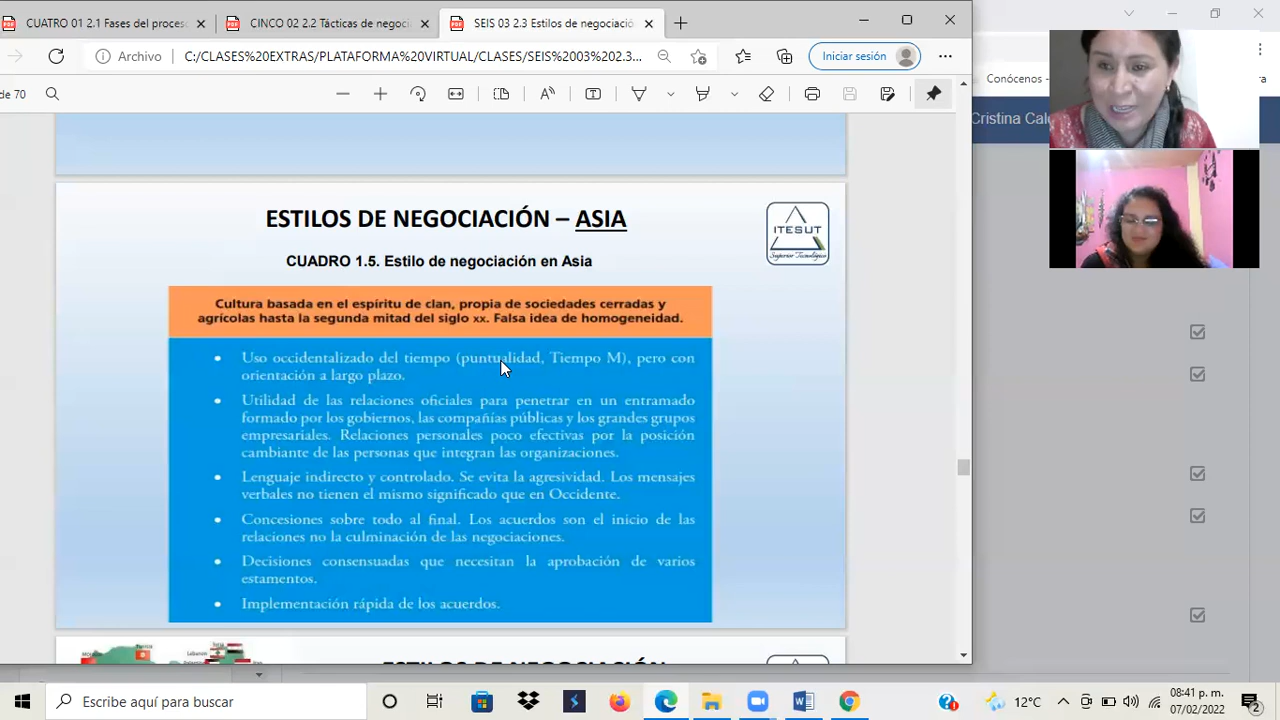 CUATRO 01 2.1 Fases del proces
CINCO 02 2.2 Tácticas de negocia
SEIS 03 2.3 Estilos de negociació
Archivo
C:/CLASES%20EXTRAS/PLATAFORMA%20VIRTUAL/CLASES/SEIS%2003%202.3...
Iniciar sesión
de 70
Conócenos
Cristina Cal
ESTILOS DE NEGOCIACIÓN – ASIA
ITESUT
Superior Tecnológico
CUADRO 1.5. Estilo de negociación en Asia
Cultura basada en el espíritu de clan, propia de sociedades cerradas y
agrícolas hasta la segunda mitad del siglo xx. Falsa idea de homogeneidad.
• Uso occidentalizado del tiempo (puntualidad, Tiempo M), pero con
orientación a largo plazo.
• Utilidad de las relaciones oficiales para penetrar en un entramado
formado por los gobiernos, las compañías públicas y los grandes grupos
empresariales. Relaciones personales poco efectivas por la posición
cambiante de las personas que integran las organizaciones.
• Lenguaje indirecto y controlado. Se evita la agresividad. Los mensajes
verbales no tienen el mismo significado que en Occidente.
• Concesiones sobre todo al final. Los acuerdos son el inicio de las
relaciones no la culminación de las negociaciones.
• Decisiones consensuadas que necesitan la aprobación de varios
estamentos.
• Implementación rápida de los acuerdos.
ESTILOS DE NEGOCIACIÓN
Escribe aquí para buscar
12°C
08:41 p. m.
07/02/2022
2